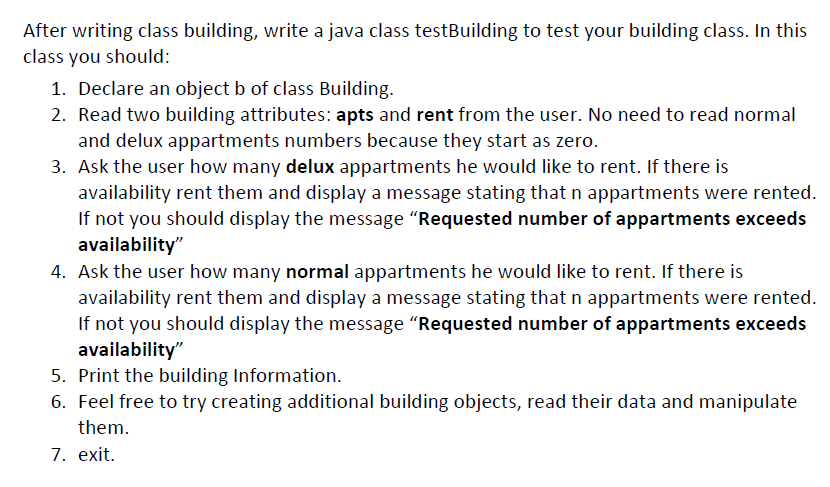 After writing class building, write a java class testBuilding to test your building class. In this
class you should:
1. Declare an object b of class Building.
2. Read two building attributes: apts and rent from the user. No need to read normal
and delux appartments numbers because they start as zero.
3. Ask the user how many delux appartments he would like to rent. If there is
availability rent them and display a message stating that n appartments were rented.
If not you should display the message “Requested number of appartments exceeds
availability”
4. Ask the user how many normal appartments he would like to rent. If there is
availability rent them and display a message stating that n appartments were rented.
If not you should display the message “Requested number of appartments exceeds
availability”
5. Print the building Information.
6. Feel free to try creating additional building objects, read their data and manipulate
them.
7. exit.